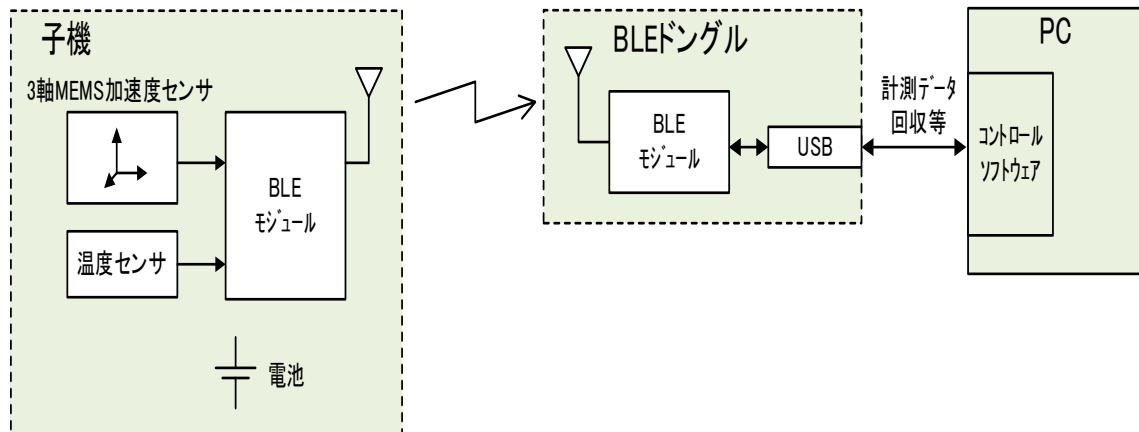 子機
3軸MEMS加速度センサ
BLE
モジュール
温度センサ
電池
BLEドングル
BLE
モジュール
USB
計測データ
回収等
PC
コントロール
ソフトウェア